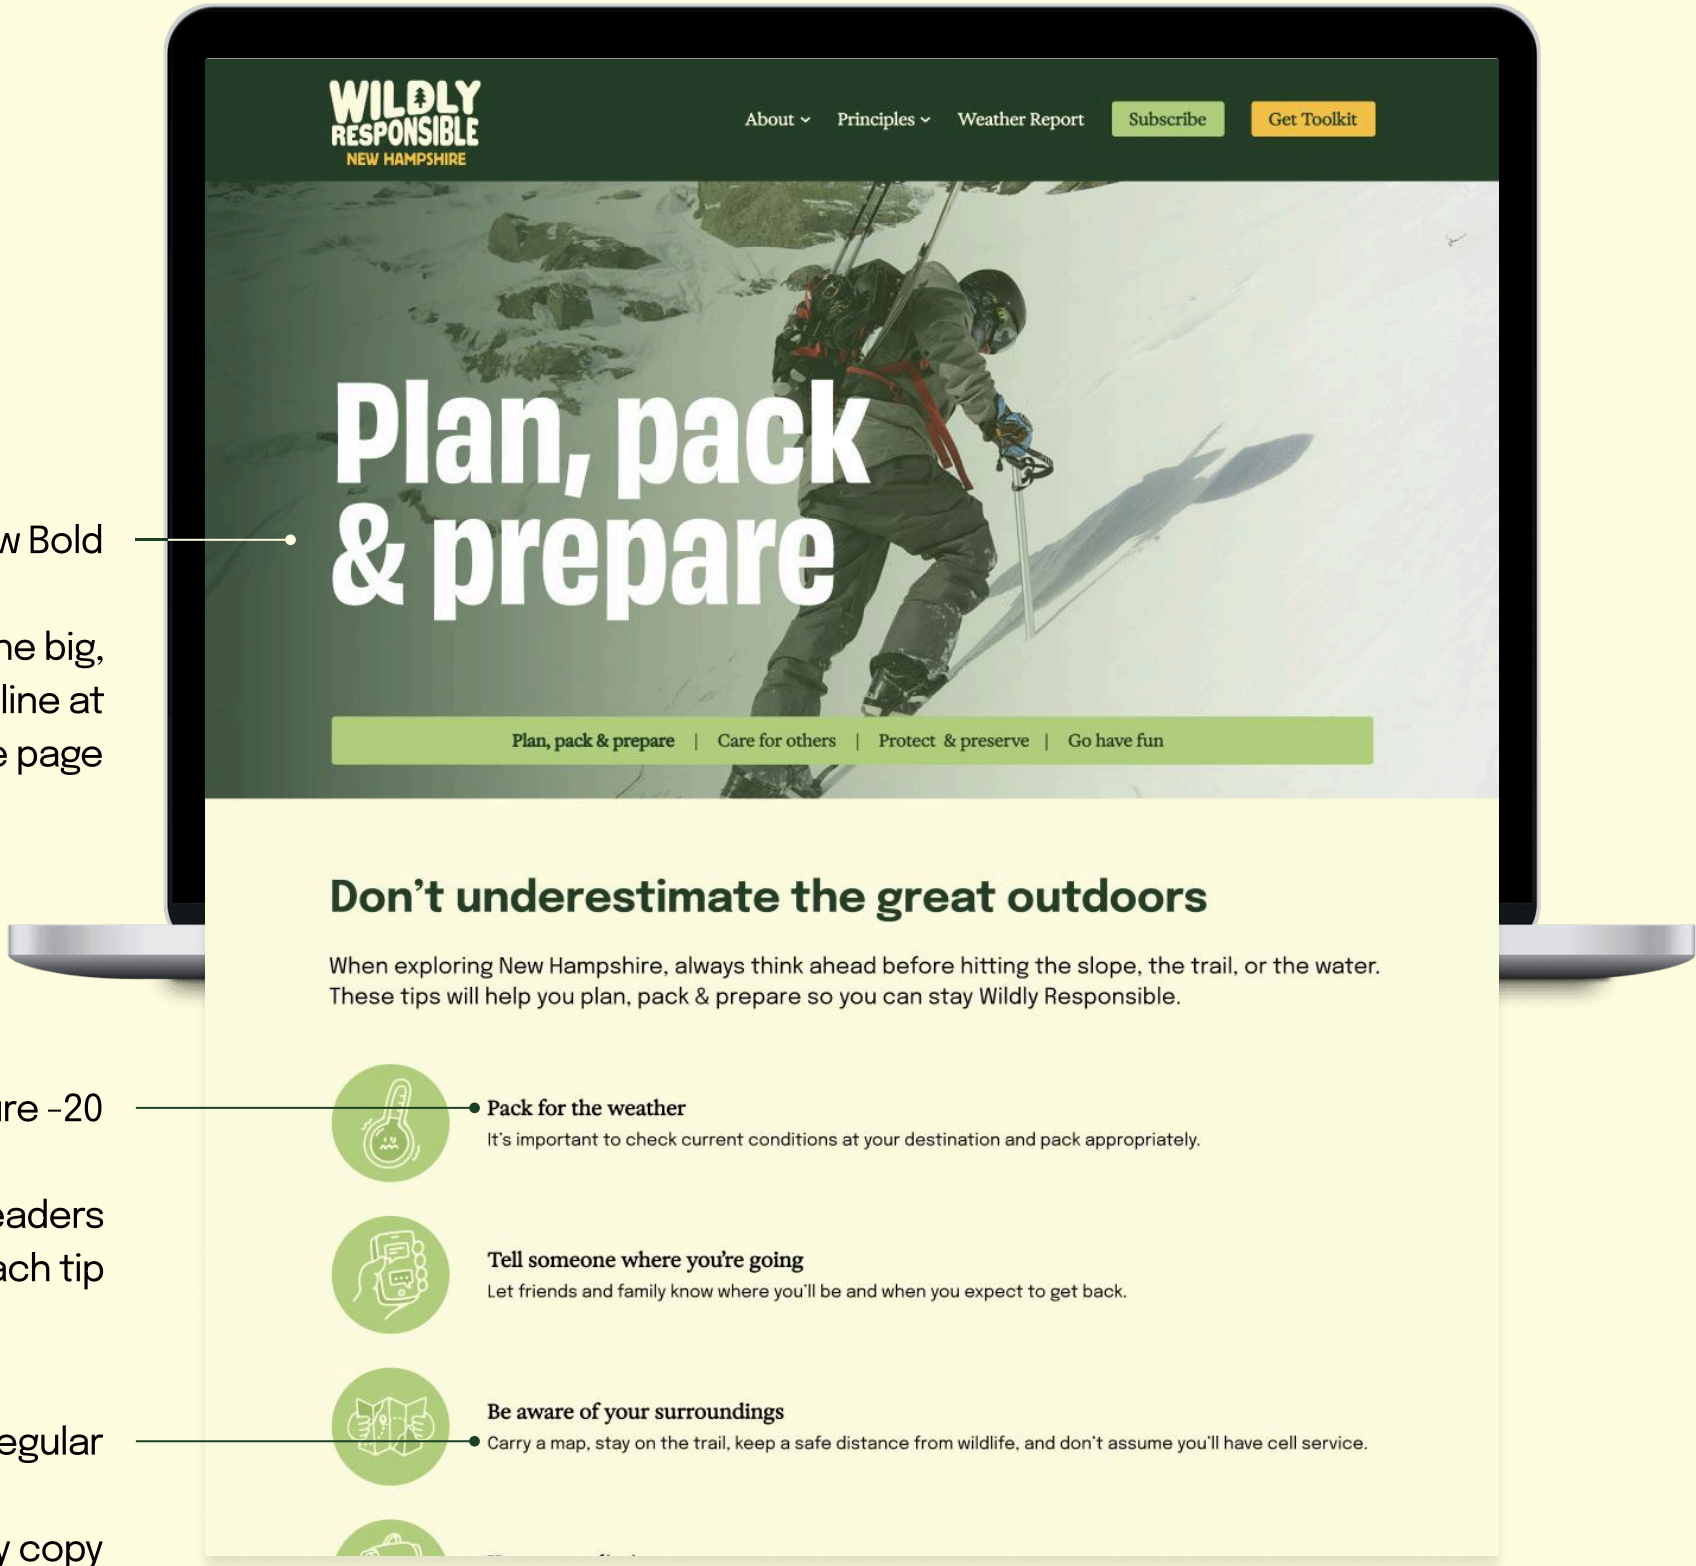 WILDLY
RESPONSIBLE
NEW HAMPSHIRE
About
Principles
Weather Report
Subscribe
Get Toolkit
Plan, pack
& prepare
w Bold
ne big,
line at
e page
Plan, pack & prepare | Care for others | Protect & preserve | Go have fun
Don't underestimate the great outdoors
When exploring New Hampshire, always think ahead before hitting the slope, the trail, or the water.
These tips will help you plan, pack & prepare so you can stay Wildly Responsible.
ure -20
eaders
ach tip
Pack for the weather
It's important to check current conditions at your destination and pack appropriately.
Tell someone where you're going
Let friends and family know where you'll be and when you expect to get back.
egular
y copy
Be aware of your surroundings
Carry a map, stay on the trail, keep a safe distance from wildlife, and don't assume you'll have cell service.